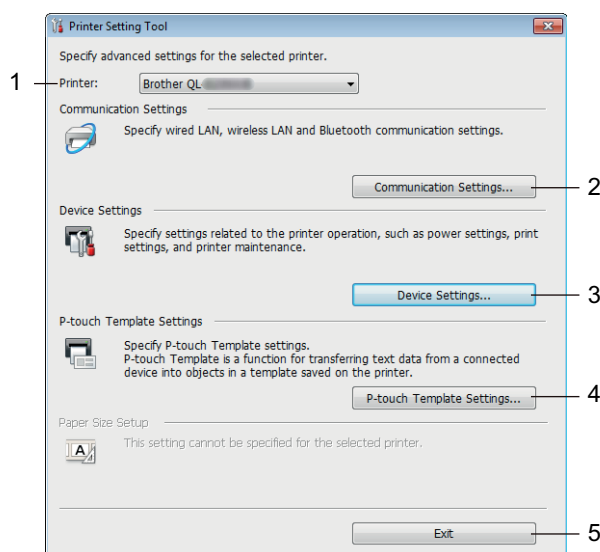 Printer Setting Tool
Specify advanced settings for the selected printer.
1
Printer:
Brother QL-
Communication Settings
Specify wired LAN, wireless LAN and Bluetooth communication settings.
Communication Settings...
2
Device Settings
Specify settings related to the printer operation, such as power settings, print
settings, and printer maintenance.
Device Settings...
3
P-touch Template Settings
Specify P-touch Template settings.
P-touch Template is a function for transferring text data from a connected
device into objects in a template saved on the printer.
P-touch Template Settings...
4
Paper Size Setup
A
This setting cannot be specified for the selected printer.
Exit
5